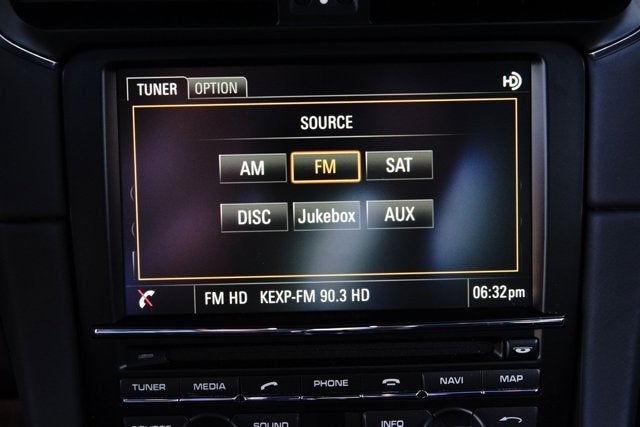 TUNER OPTION HD
SOURCE
AM FM SAT
DISC Jukebox AUX
FM HD KEXP-FM 90.3 HD 06:32pm
TUNER MEDIA PHONE NAVI MAP
SOURCE SOUND INFO